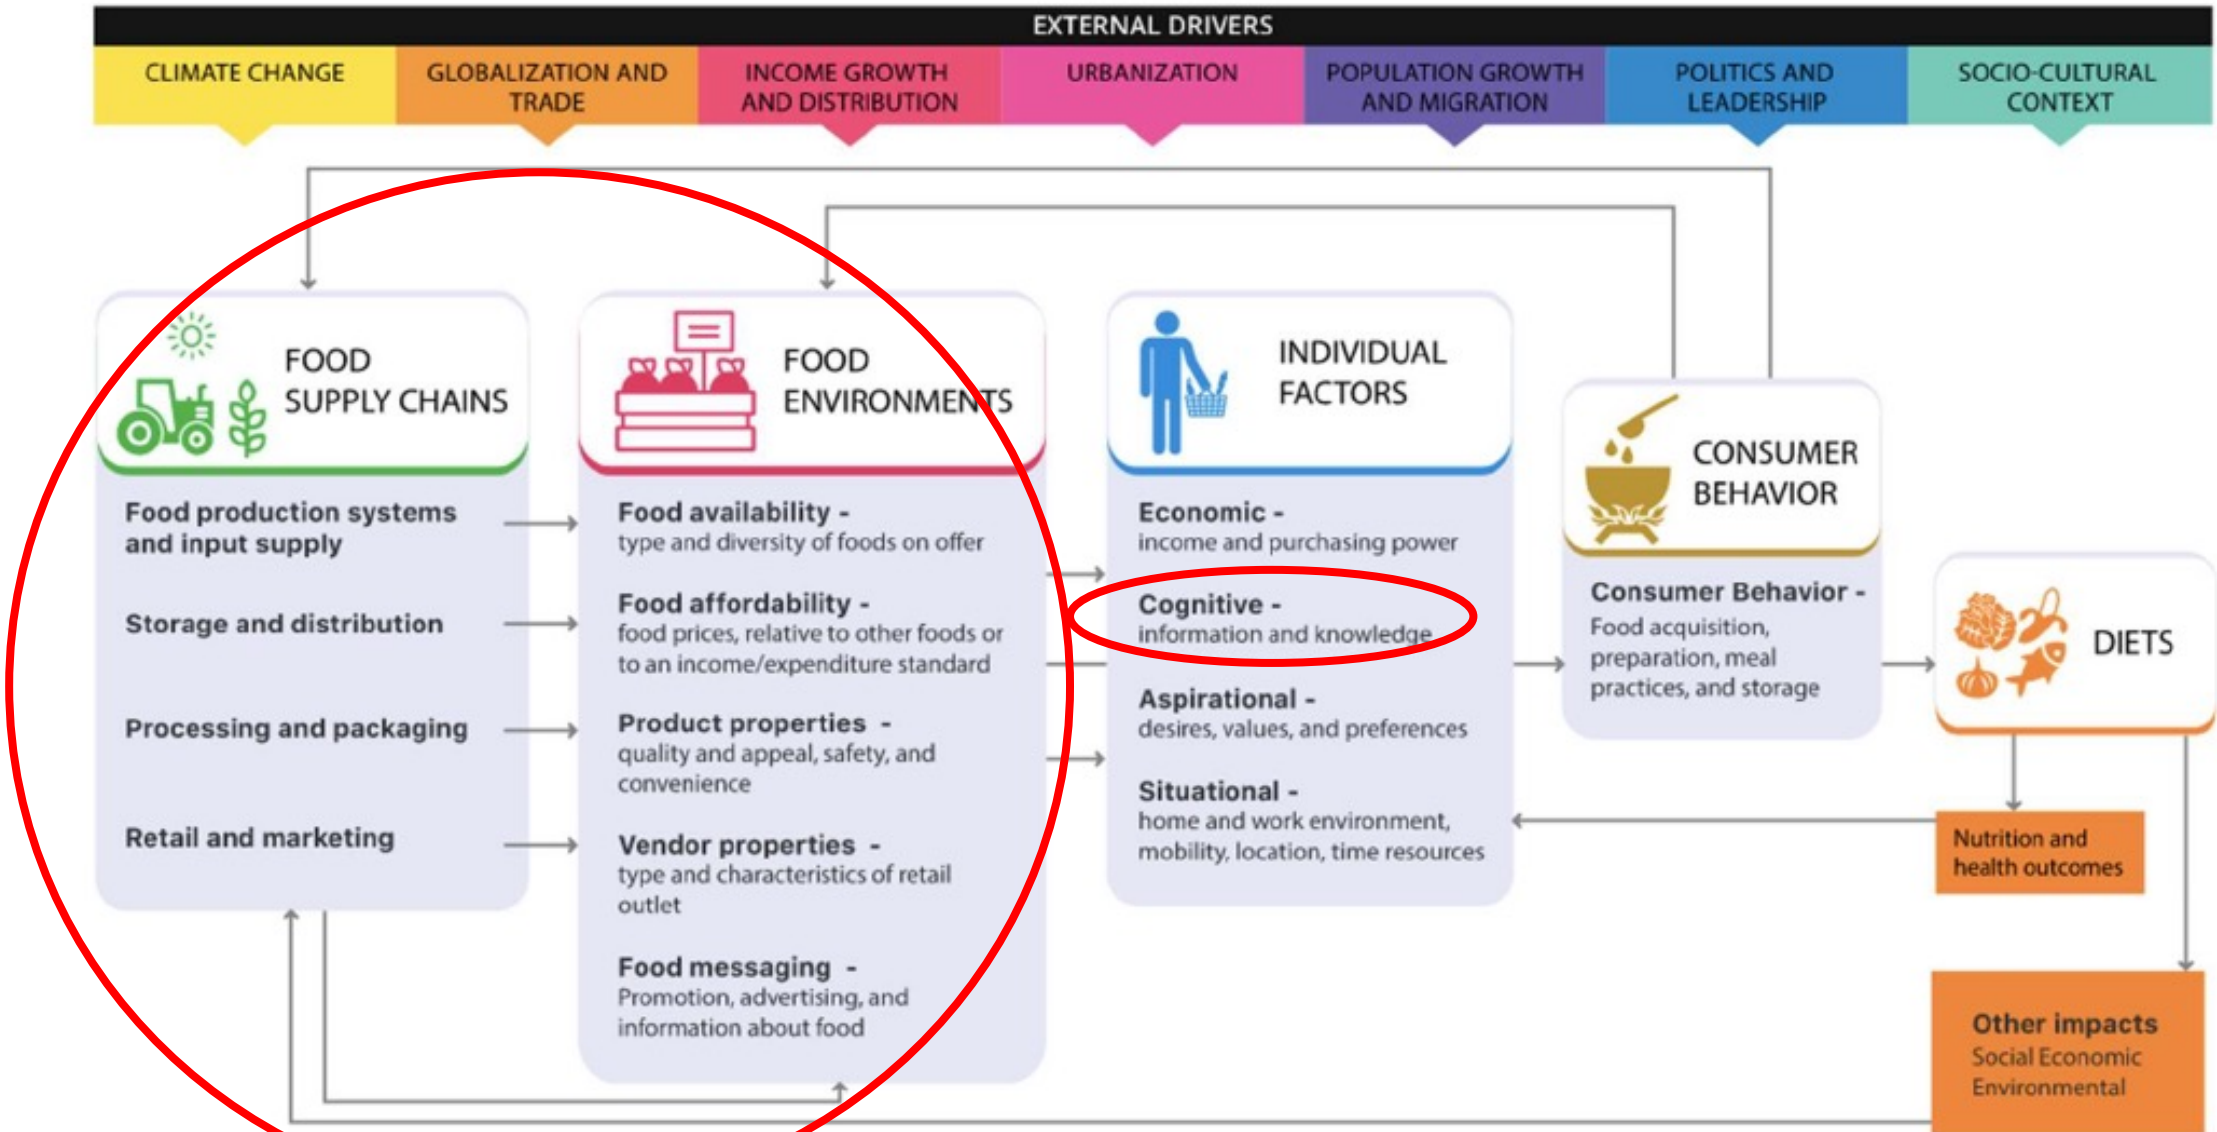 EXTERNAL DRIVERS
CLIMATE CHANGE
GLOBALIZATION AND
TRADE
INCOME GROWTH
AND DISTRIBUTION
URBANIZATION
POPULATION GROWTH
AND MIGRATION
POLITICS AND
LEADERSHIP
SOCIO-CULTURAL
CONTEXT
FOOD
SUPPLY CHAINS
Food production systems
and input supply
Storage and distribution
Processing and packaging
Retail and marketing
FOOD
ENVIRONMENTS
Food availability -
type and diversity of foods on offer
Food affordability -
food prices, relative to other foods or
to an income/expenditure standard
Product properties -
quality and appeal, safety, and
convenience
Vendor properties -
type and characteristics of retail
outlet
Food messaging -
Promotion, advertising, and
information about food
INDIVIDUAL
FACTORS
Economic -
income and purchasing power
Cognitive -
information and knowledge
Aspirational -
desires, values, and preferences
Situational -
home and work environment,
mobility, location, time resources
CONSUMER
BEHAVIOR
Consumer Behavior -
Food acquisition,
preparation, meal
practices, and storage
DIETS
Nutrition and
health outcomes
Other impacts
Social Economic
Environmental